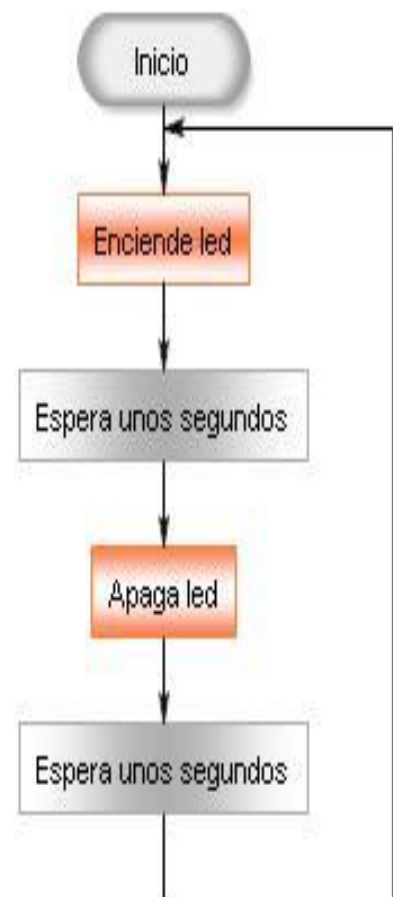 Inicio
Enciende led
Espera unos segundos
Apaga led
Espera unos segundos